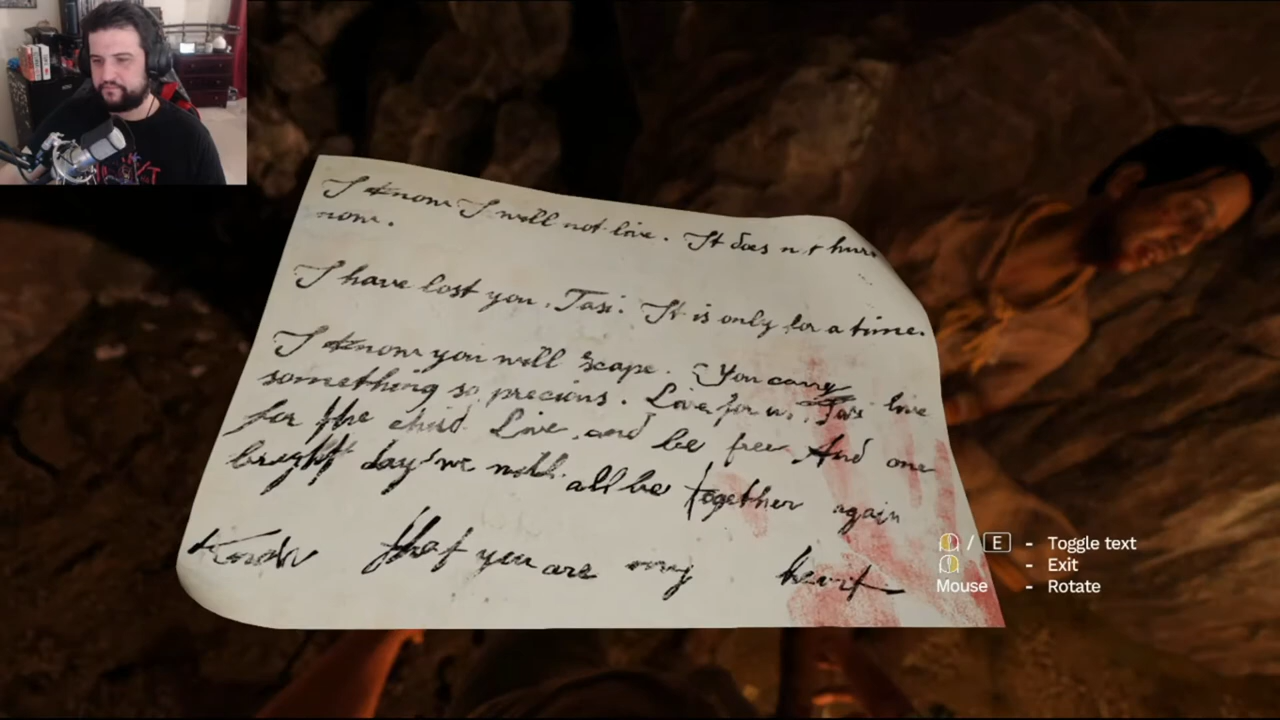 I know I will not live. It does not hurt
now.
I have lost you, Tasi. It is only for a time.
I know you will scape. You carry
something so precious. Live for us, Tasi live
for the child. Live, and be free And one
bright day we will all be together again
Know that you are my heart
/ E - Toggle text
- Exit
Mouse - Rotate